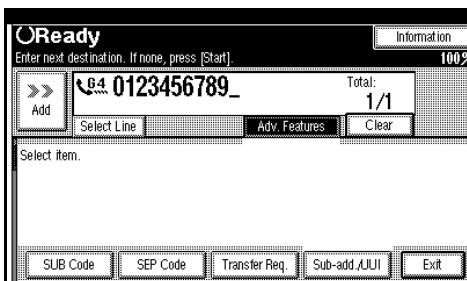 Ready
Information
Enter next destination. If none, press [Start].
100%
>>
Add
64 0123456789_
Total:
1/1
Select Line
Adv. Features
Clear
Select item.
SUB Code
SEP Code
Transfer Req.
Sub-add./UUI
Exit